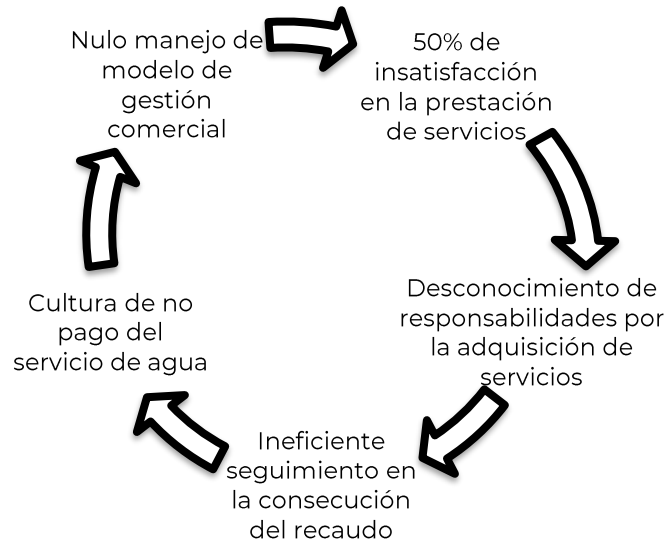 Nulo manejo de
modelo de
gestión
comercial
50% de
insatisfacción
en la prestación
de servicios
Desconocimiento de
responsabilidades por
la adquisición de
servicios
Ineficiente
seguimiento en
la consecución
del recaudo
Cultura de no
pago del
servicio de agua